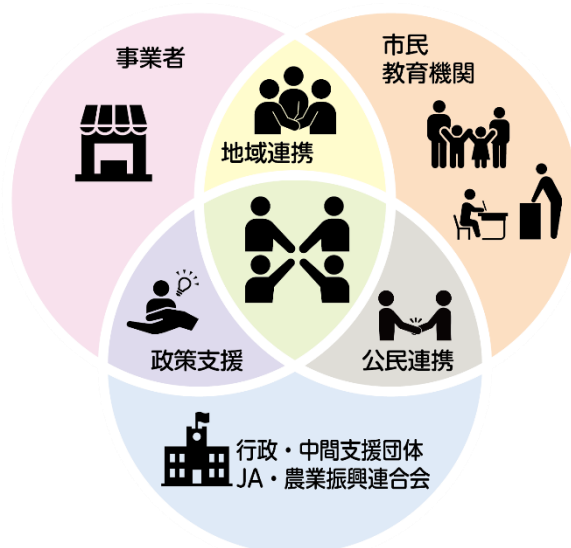 事業者
市民
教育機関
地域連携
政策支援
公民連携
行政・中間支援団体
JA・農業振興連合会